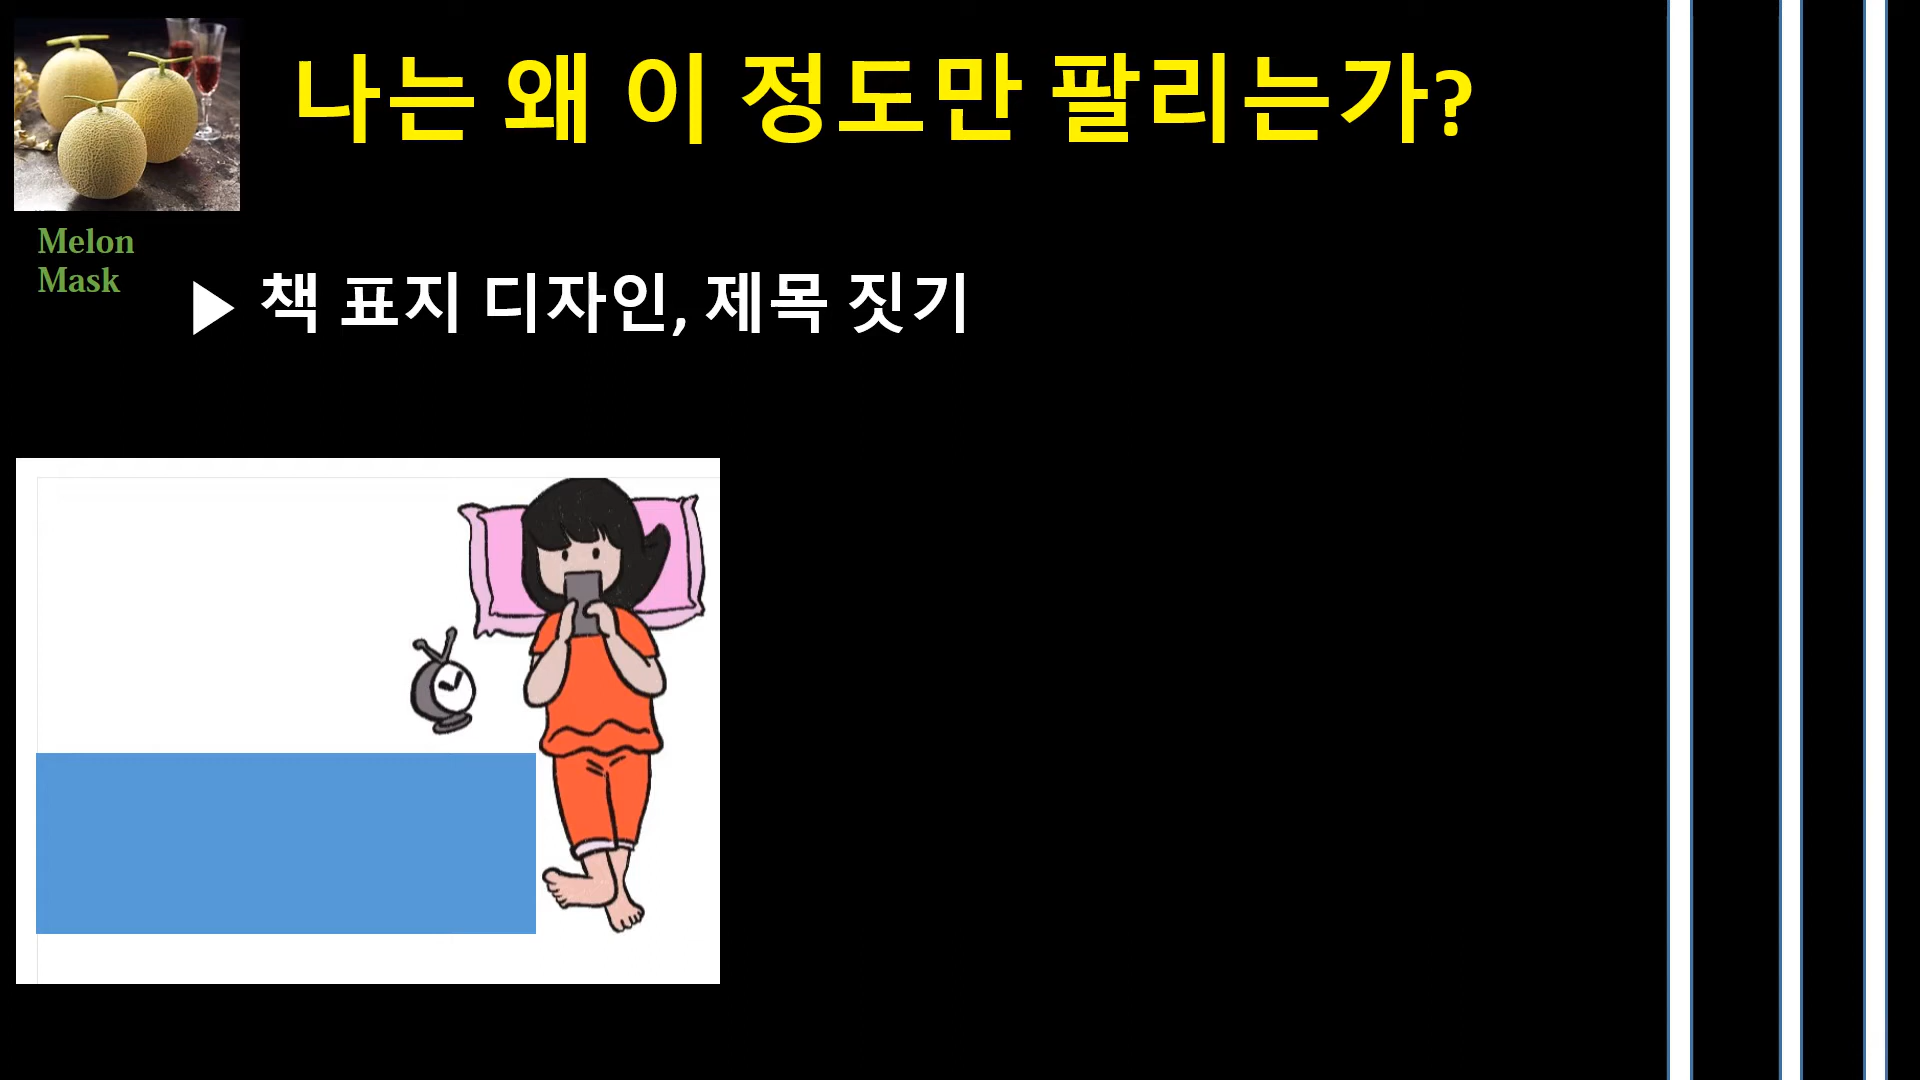 나는 왜 이 정도만 팔리는가?
Melon
Mask
▶ 책 표지 디자인, 제목 짓기